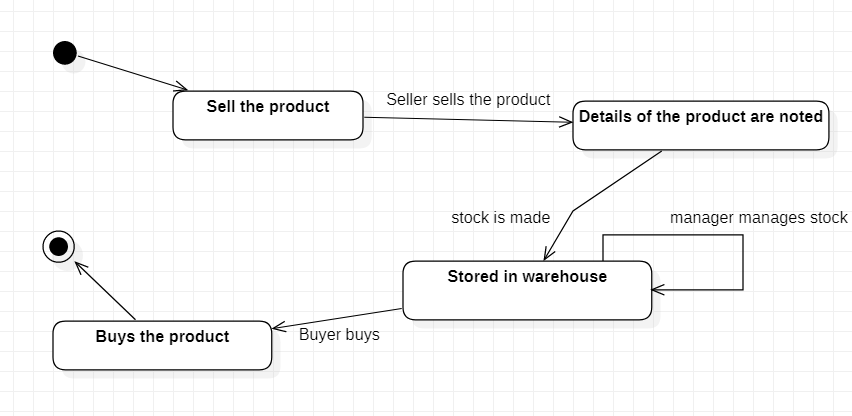 Sell the product
Seller sells the product
Details of the product are noted
stock is made
manager manages stock
Stored in warehouse
Buys the product
Buyer buys